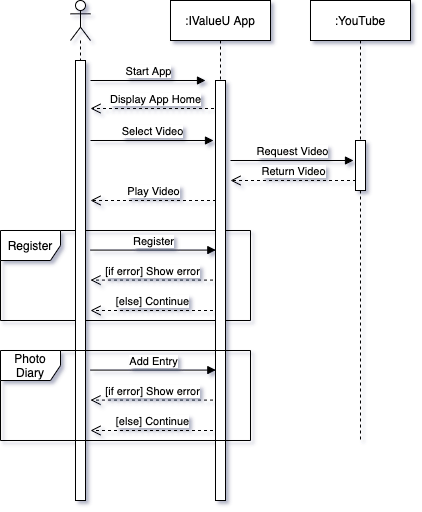 :IValueU App
:YouTube
Start App
Display App Home
Select Video
Request Video
Return Video
Play Video
Register
Register
[if error] Show error
[else] Continue
Photo
Diary
Add Entry
[if error] Show error
[else] Continue